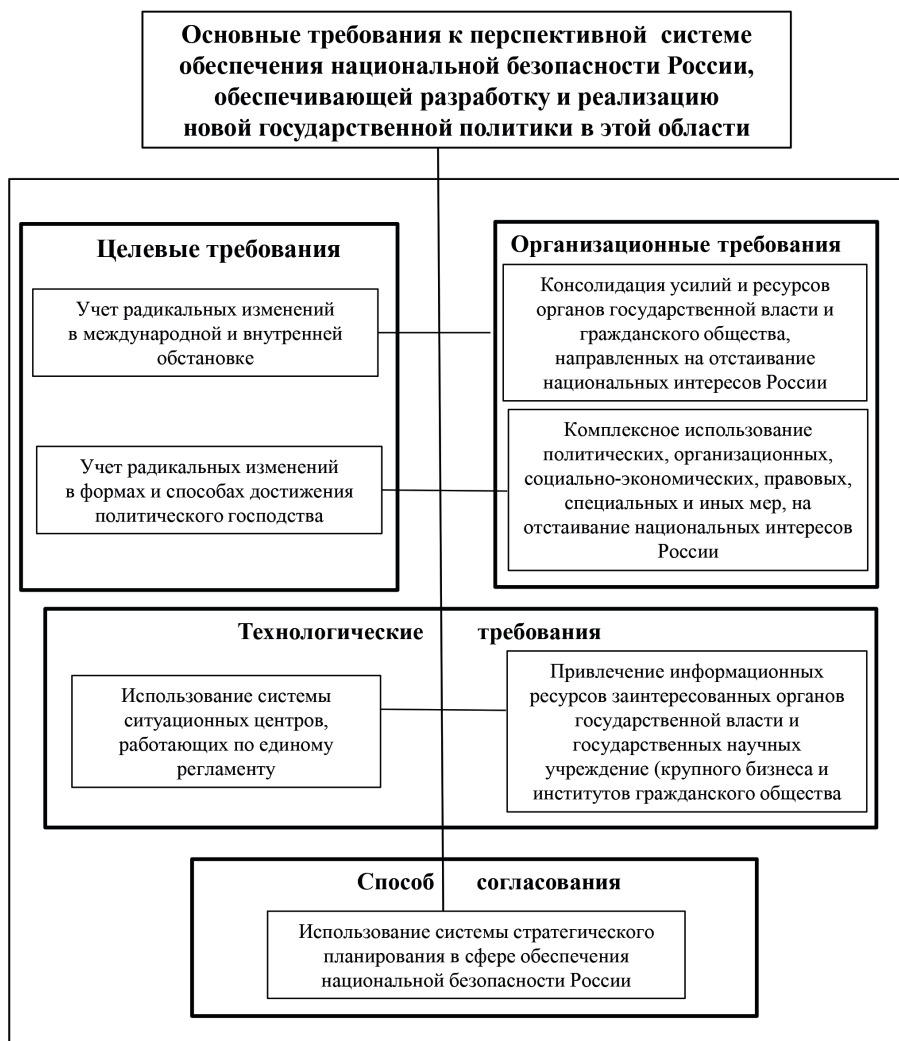 Основные требования к перспективной системе
обеспечения национальной безопасности России,
обеспечивающей разработку и реализацию
новой государственной политики в этой области
Целевые требования
Учет радикальных изменений
в международной и внутренней
обстановке
Учет радикальных изменений
в формах и способах достижения
политического господства
Организационные требования
Консолидация усилий и ресурсов
органов государственной власти и
гражданского общества,
направленных на отстаивание
национальных интересов России
Комплексное использование
политических, организационных,
социально-экономических, правовых,
специальных и иных мер, на
отстаивание национальных интересов
России
Технологические требования
Использование системы
ситуационных центров,
работающих по единому
регламенту
Привлечение информационных
ресурсов заинтересованных органов
государственной власти и
государственных научных
учреждение (крупного бизнеса и
институтов гражданского общества
Способ согласования
Использование системы стратегического
планирования в сфере обеспечения
национальной безопасности России